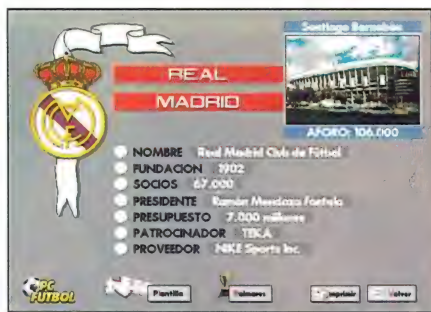 Santiago Bernabéu
REAL
MADRID
AFORO: 106.000
NOMBRE Real Madrid Club de Fútbol
FUNDACION 1902
SOCIOS 67.000
PRESIDENTE Ramón Mendoza Fontela
PRESUPUESTO 7.000 millones
PATROCINADOR TEKA
PROVEEDOR NIKE Sports Inc.
PC FUTBOL
Plantilla
Palmares
Imprimir
Volver